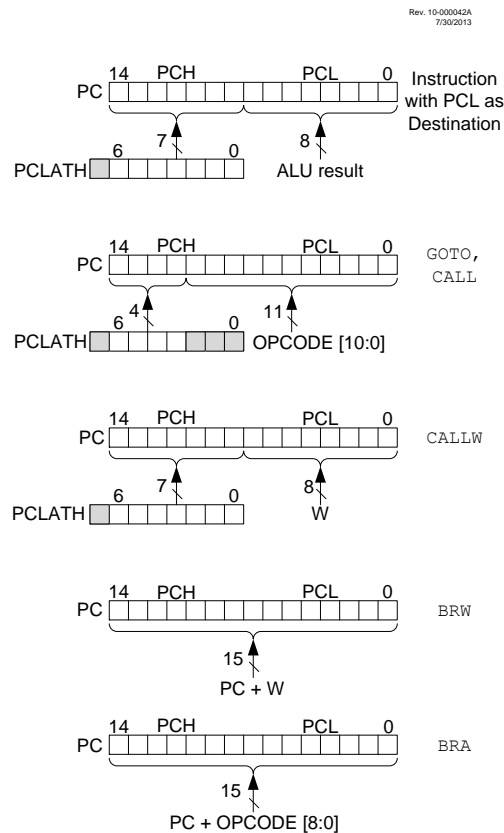 Rev. 10-000042A
7/30/2013
14 PCH PCL 0
PC
Instruction
with PCL as
Destination
6 7 0 8
PCLATH ALU result
14 PCH PCL 0
PC
GOTO,
CALL
6 4 0 11
PCLATH OPCODE [10:0]
14 PCH PCL 0
PC CALLW
6 7 0 8
PCLATH W
14 PCH PCL 0
PC BRW
15
PC + W
14 PCH PCL 0
PC BRA
15
PC + OPCODE [8:0]